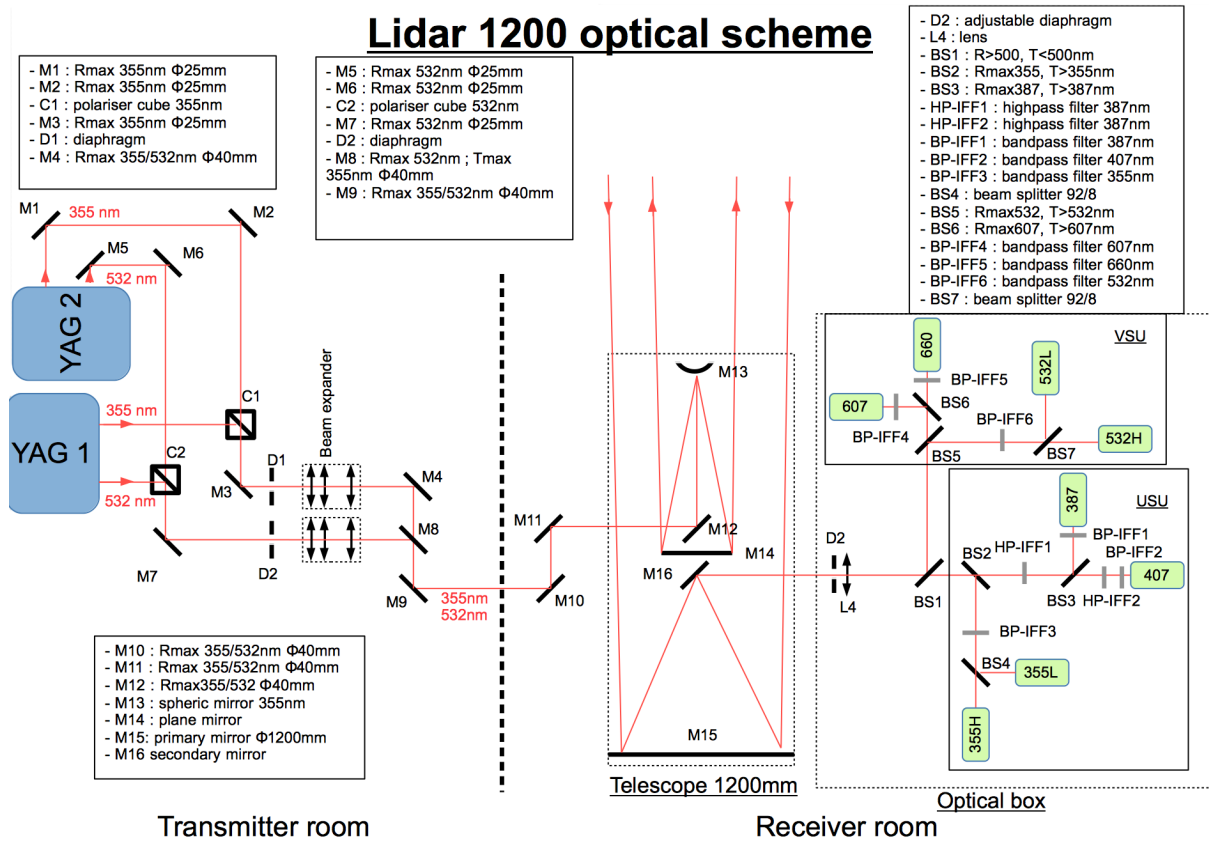 Lidar 1200 optical scheme
- M1 : Rmax 355nm Φ25mm
- M2 : Rmax 355nm Φ25mm
- C1 : polariser cube 355nm
- M3 : Rmax 355nm Φ25mm
- D1 : diaphragm
- M4 : Rmax 355/532nm Φ40mm
- M5 : Rmax 532nm Φ25mm
- M6 : Rmax 532nm Φ25mm
- C2 : polariser cube 532nm
- M7 : Rmax 532nm Φ25mm
- D2 : diaphragm
- M8 : Rmax 532nm ; Tmax
355nm Φ40mm
- M9 : Rmax 355/532nm Φ40mm
- D2 : adjustable diaphragm
- L4 : lens
- BS1 : R>500, T<500nm
- BS2 : Rmax355, T>355nm
- BS3 : Rmax387, T>387nm
- HP-IFF1 : highpass filter 387nm
- HP-IFF2 : highpass filter 387nm
- BP-IFF1 : bandpass filter 387nm
- BP-IFF2 : bandpass filter 407nm
- BP-IFF3 : bandpass filter 355nm
- BS4 : beam splitter 92/8
- BS5 : Rmax532, T>532nm
- BS6 : Rmax607, T>607nm
- BP-IFF4 : bandpass filter 607nm
- BP-IFF5 : bandpass filter 660nm
- BP-IFF6 : bandpass filter 532nm
- BS7 : beam splitter 92/8
M1
355 nm
M2
M5
M6
532 nm
YAG 2
YAG 1
355 nm
C1
C2
532 nm
M3
D1
Beam expander
M4
M7
D2
M8
M9
355nm
532nm
M10
M11
M12
M13
M14
M16
M15
Telescope 1200mm
D2
L4
BS1
VSU
660
BP-IFF5
532L
607
BS6
BP-IFF4
BP-IFF6
BS5
BS7
532H
USU
387
BS2
HP-IFF1
BP-IFF1
BP-IFF2
407
BS3
HP-IFF2
BP-IFF3
BS4
355L
355H
Optical box
- M10 : Rmax 355/532nm Φ40mm
- M11 : Rmax 355/532nm Φ40mm
- M12 : Rmax355/532 Φ40mm
- M13 : spheric mirror 355nm
- M14 : plane mirror
- M15: primary mirror Φ1200mm
- M16 secondary mirror
Transmitter room
Receiver room